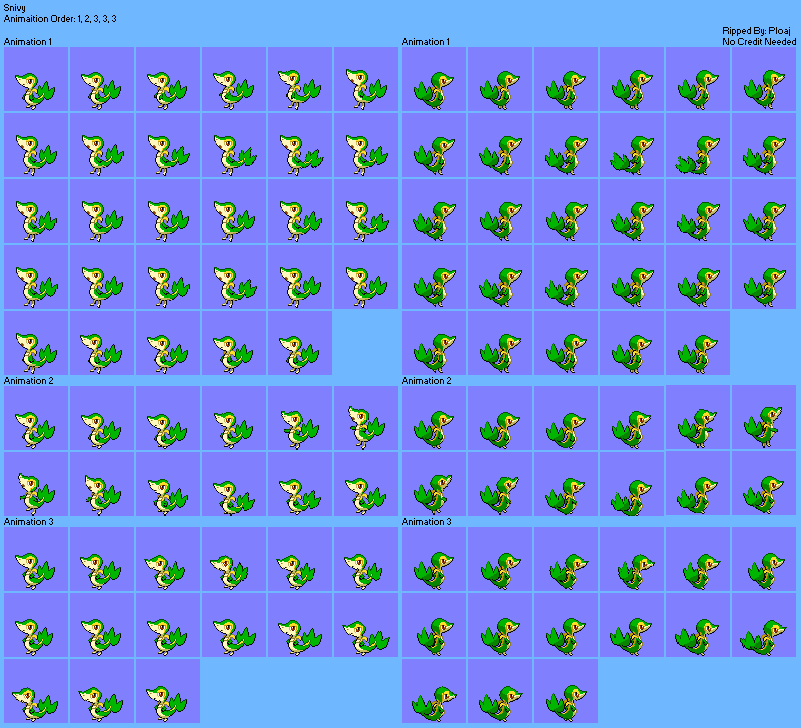 Snivy
Animaition Order: 1, 2, 3, 3, 3
Ripped By: Ploaj
No Credit Needed
Animation 1
Animation 1
Animation 2
Animation 2
Animation 3
Animation 3